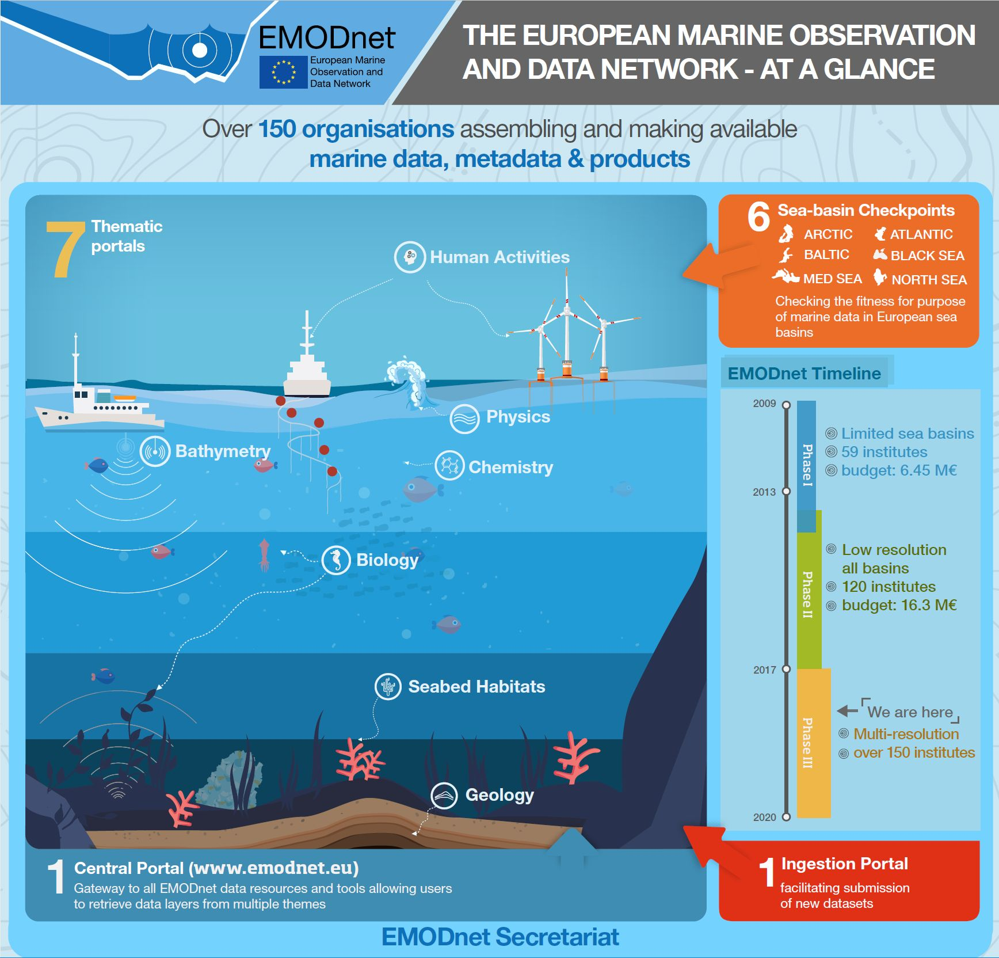 EMODnet
European Marine
Observation and
Data Network
THE EUROPEAN MARINE OBSERVATION
AND DATA NETWORK - AT A GLANCE
Over 150 organisations assembling and making available
marine data, metadata & products
7 Thematic
portals
Human Activities
Physics
Bathymetry
Chemistry
Biology
Seabed Habitats
Geology
6 Sea-basin Checkpoints
ARCTIC ATLANTIC
BALTIC BLACK SEA
MED SEA NORTH SEA
Checking the fitness for purpose
of marine data in European sea
basins
EMODnet Timeline
2009
Phase I
Limited sea basins
59 institutes
budget: 6.45 M€
2013
Phase II
Low resolution
all basins
120 institutes
budget: 16.3 M€
2017
Phase III
We are here
Multi-resolution
over 150 institutes
2020
1 Central Portal (www.emodnet.eu)
Gateway to all EMODnet data resources and tools allowing users
to retrieve data layers from multiple themes
1 Ingestion Portal
facilitating submission
of new datasets
EMODnet Secretariat